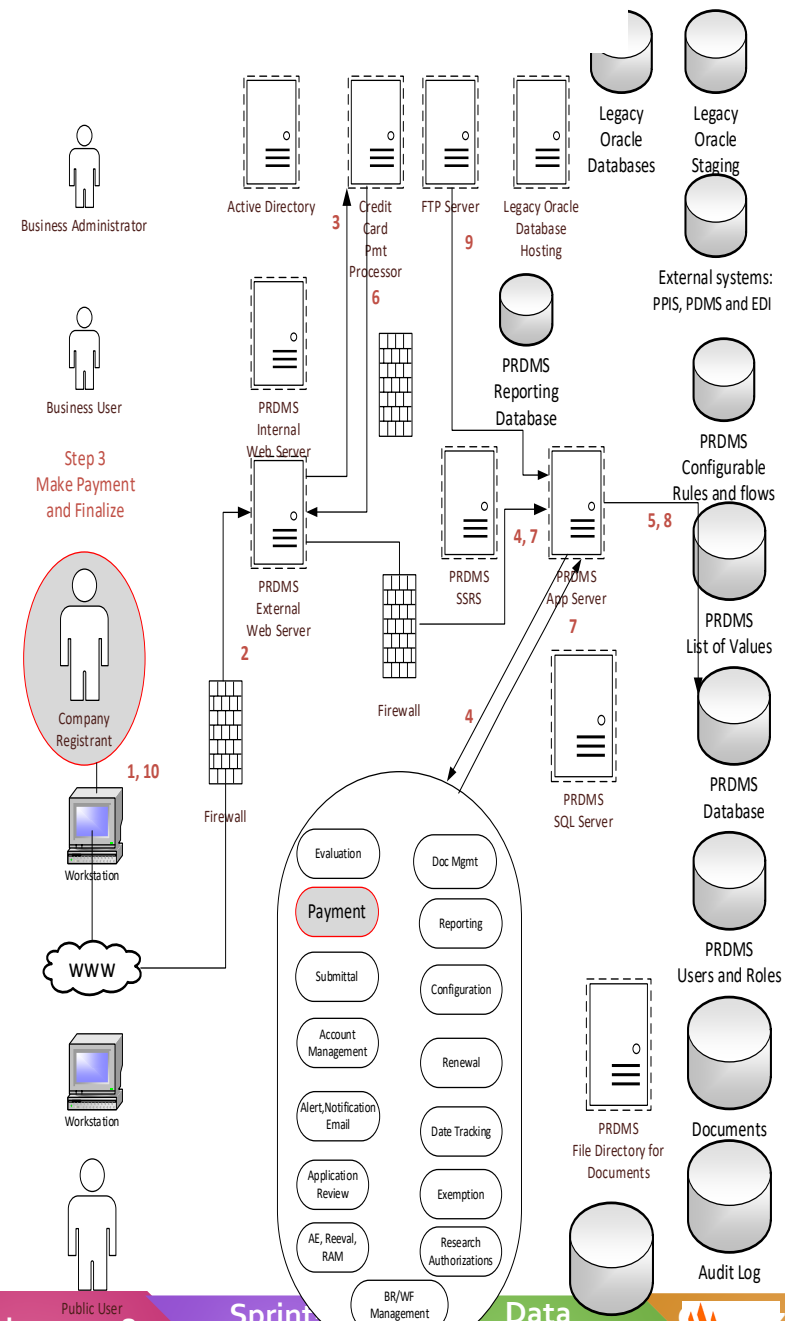 Legacy
Oracle
Databases
Legacy
Oracle
Staging
Business Administrator
Active Directory
3
Credit
Card
Pmt
Processor
6
FTP Server
9
Legacy Oracle
Database
Hosting
External systems:
PPIS, PDMS and EDI
Business User
PRDMS
Internal
Web Server
PRDMS
Reporting
Database
PRDMS
Configurable
Rules and flows
Step 3
Make Payment
and Finalize
PRDMS
External
Web Server
2
PRDMS
SSRS
4, 7
PRDMS
App Server
7
5, 8
PRDMS
List of Values
Company
Registrant
1, 10
Firewall
Firewall
4
PRDMS
SQL Server
PRDMS
Database
Workstation
WWW
Evaluation
Doc Mgmt
Payment
Reporting
Submittal
Configuration
Account
Management
Renewal
Alert,Notification
Email
Date Tracking
Application
Review
Exemption
AE, Reeval,
RAM
Research
Authorizations
BR/WF
Management
PRDMS
Users and Roles
Workstation
PRDMS
File Directory for
Documents
Documents
Audit Log
Public User
Sprint
Data